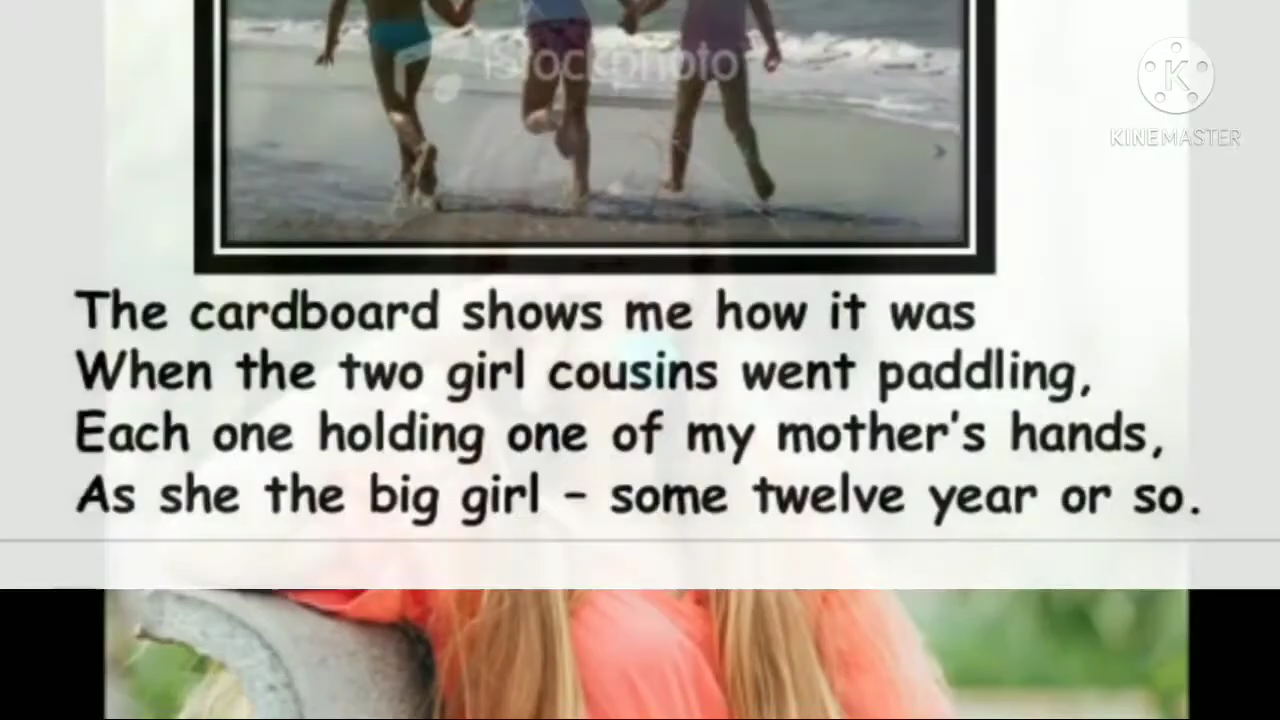 iStockphoto
K
KINEMASTER
The cardboard shows me how it was
When the two girl cousins went paddling,
Each one holding one of my mother's hands,
As she the big girl – some twelve year or so.